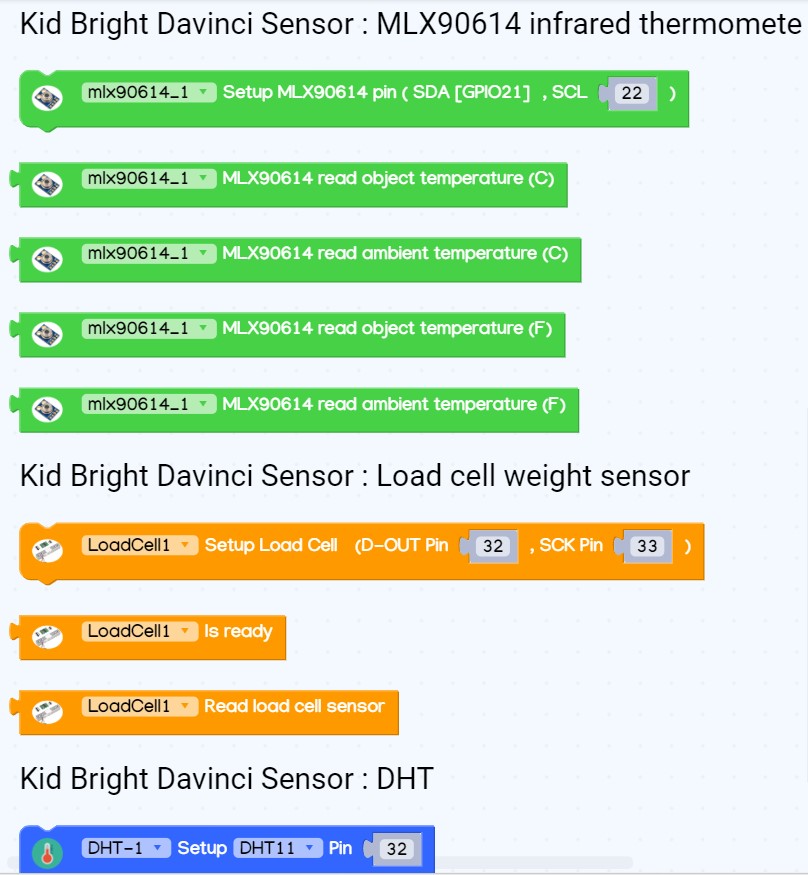 Kid Bright Davinci Sensor : MLX90614 infrared thermomete
mlx90614_1 Setup MLX90614 pin ( SDA [GPIO21] , SCL 22 )
mlx90614_1 MLX90614 read object temperature (C)
mlx90614_1 MLX90614 read ambient temperature (C)
mlx90614_1 MLX90614 read object temperature (F)
mlx90614_1 MLX90614 read ambient temperature (F)
Kid Bright Davinci Sensor : Load cell weight sensor
LoadCell1 Setup Load Cell (D-OUT Pin 32 , SCK Pin 33 )
LoadCell1 Is ready
LoadCell1 Read load cell sensor
Kid Bright Davinci Sensor : DHT
DHT-1 Setup DHT11 Pin 32